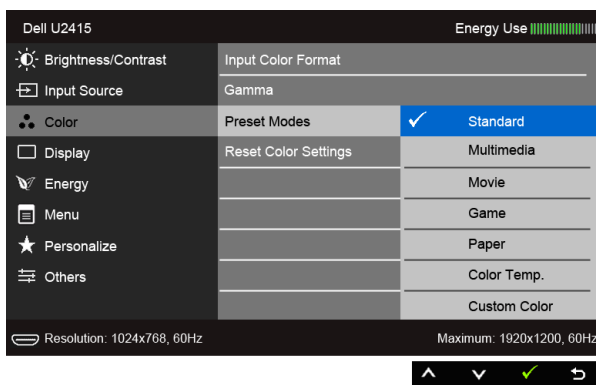 Dell U2415 Energy Use
Brightness/Contrast Input Color Format
Input Source Gamma
Color Preset Modes Standard
Display Reset Color Settings Multimedia
Energy Movie
Menu Game
Personalize Paper
Others Color Temp.
Custom Color
Resolution: 1024x768, 60Hz Maximum: 1920x1200, 60Hz